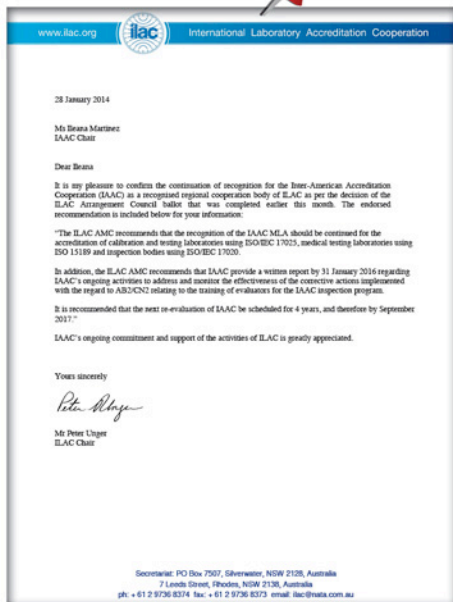 www.ilac.org
ilac
International Laboratory Accreditation Cooperation
28 January 2014
Ms Ileana Martinez
IAAC Chair
Dear Ileana
It is my pleasure to confirm the continuation of recognition for the Inter-American Accreditation
Cooperation (IAAC) as a recognised regional cooperation body of ILAC as per the decision of the
ILAC Arrangement Council ballot that was completed earlier this month. The endorsed
recommendation is included below for your information:
"The ILAC AMC recommends that the recognition of the IAAC MLA should be continued for the
accreditation of calibration and testing laboratories using ISO/IEC 17025, medical testing laboratories using
ISO 15189 and inspection bodies using ISO/IEC 17020.
In addition, the ILAC AMC recommends that IAAC provide a written report by 31 January 2016 regarding
IAAC's ongoing activities to address and monitor the effectiveness of the corrective actions implemented
with the regard to AB2/CN2 relating to the training of evaluators for the IAAC inspection program.
It is recommended that the next re-evaluation of IAAC be scheduled for 4 years, and therefore by September
2017."
IAAC's ongoing commitment and support of the activities of ILAC is greatly appreciated.
Yours sincerely
Peter Unger
Mr Peter Unger
ILAC Chair
Secretariat: PO Box 7507, Silverwater, NSW 2128, Australia
7 Leeds Street, Rhodes, NSW 2138, Australia
ph: + 61 2 9736 8374 fax: + 61 2 9736 8373 email: ilac@nata.com.au